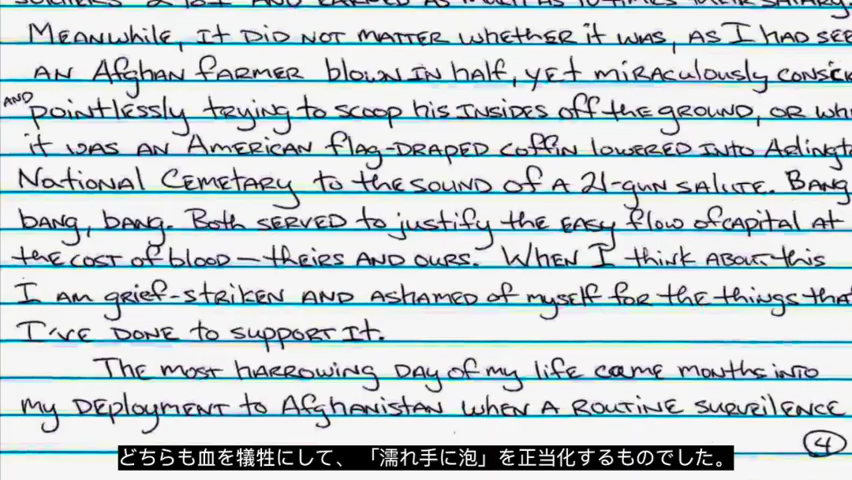 MEANWHILE, IT DID NOT MATTER WHETHER IT WAS, AS I HAD
AN AFGHAN FARMER BLOWN IN HALF, YET MIRACULOUSLY
AND POINTLESSLY TRYING TO SCOOP HIS INSIDES OFF THE GROUND, OR
IT WAS AN AMERICAN FLAG-DRAPED COFFIN LOWERED INTO
NATIONAL CEMETARY TO THE SOUND OF A 21-GUN SALUTE. BANG
BANG, BANG. BOTH SERVED TO JUSTIFY THE EASY FLOW OF CAPITAL AT
THE COST OF BLOOD — THEIRS AND OURS. WHEN I THINK ABOUT THIS
I AM GRIEF-STRIKEN AND ASHAMED OF MYSELF FOR THE THINGS
I'VE DONE TO SUPPORT IT.
THE MOST HARROWING DAY OF MY LIFE CAME MONTHS INTO
MY DEPLOYMENT TO AFGHANISTAN WHEN A ROUTINE SURVEILENCE
4
どちらも血を犠牲にして、「濡れ手に泡」を正当化するものでした。